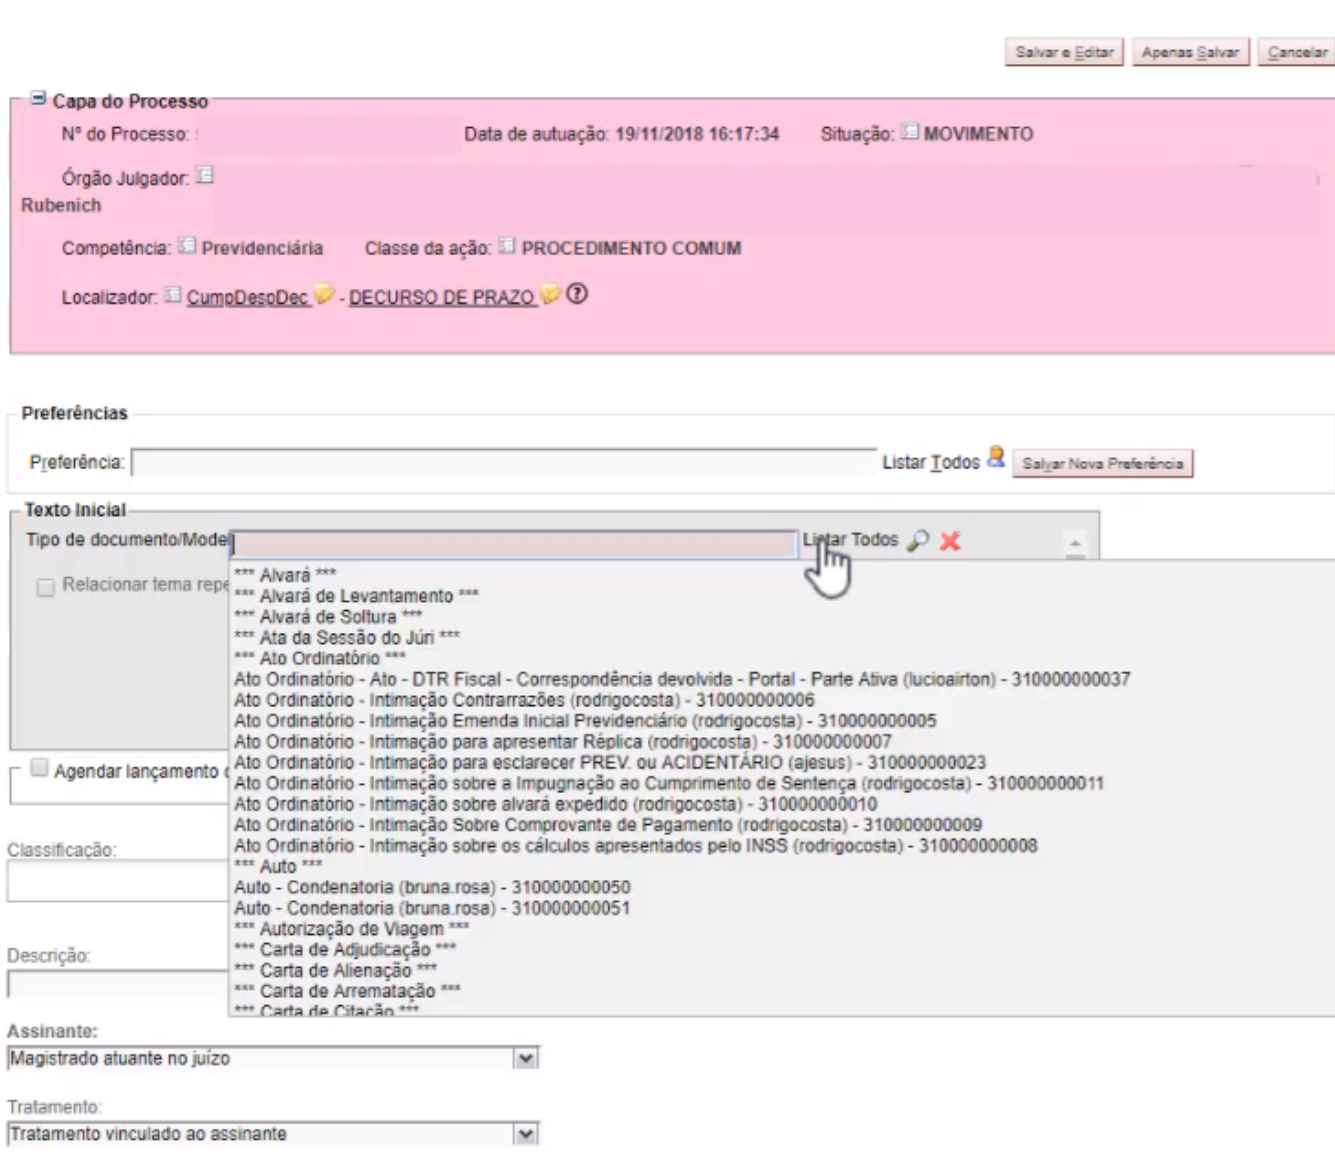 Salvar e Editar Apenas Salvar Cancelar
Capa do Processo
Nº do Processo: Data de autuação: 19/11/2018 16:17:34 Situação: MOVIMENTO
Órgão Julgador:
Rubenich
Competência: Previdenciária Classe da ação: PROCEDIMENTO COMUM
Localizador: CumpDespDec - DECURSO DE PRAZO
Preferências
Preferência: Listar Todos Salvar Nova Preferência
Texto Inicial
Tipo de documento/Mode Listar Todos
Relacionar tema repe
*** Alvará ***
*** Alvará de Levantamento ***
*** Alvará de Soltura ***
*** Ata da Sessão do Júri ***
*** Ato Ordinatório ***
Ato Ordinatório - Ato - DTR Fiscal - Correspondência devolvida - Portal - Parte Ativa (lucioairton) - 310000000037
Ato Ordinatório - Intimação Contrarrazões (rodrigocosta) - 310000000006
Ato Ordinatório - Intimação Emenda Inicial Previdenciário (rodrigocosta) - 310000000005
Ato Ordinatório - Intimação para apresentar Réplica (rodrigocosta) - 310000000007
Ato Ordinatório - Intimação para esclarecer PREV. ou ACIDENTÁRIO (ajesus) - 310000000023
Ato Ordinatório - Intimação sobre a Impugnação ao Cumprimento de Sentença (rodrigocosta) - 310000000011
Ato Ordinatório - Intimação sobre alvará expedido (rodrigocosta) - 310000000010
Ato Ordinatório - Intimação Sobre Comprovante de Pagamento (rodrigocosta) - 310000000009
Ato Ordinatório - Intimação sobre os cálculos apresentados pelo INSS (rodrigocosta) - 310000000008
*** Auto ***
Auto - Condenatoria (bruna.rosa) - 310000000050
Auto - Condenatoria (bruna.rosa) - 310000000051
*** Autorização de Viagem ***
*** Carta de Adjudicação ***
*** Carta de Alienação ***
*** Carta de Arrematação ***
*** Carta de Citação ***
Agendar lançamento
Classificação:
Descrição:
Assinante:
Magistrado atuante no juízo
Tratamento:
Tratamento vinculado ao assinante